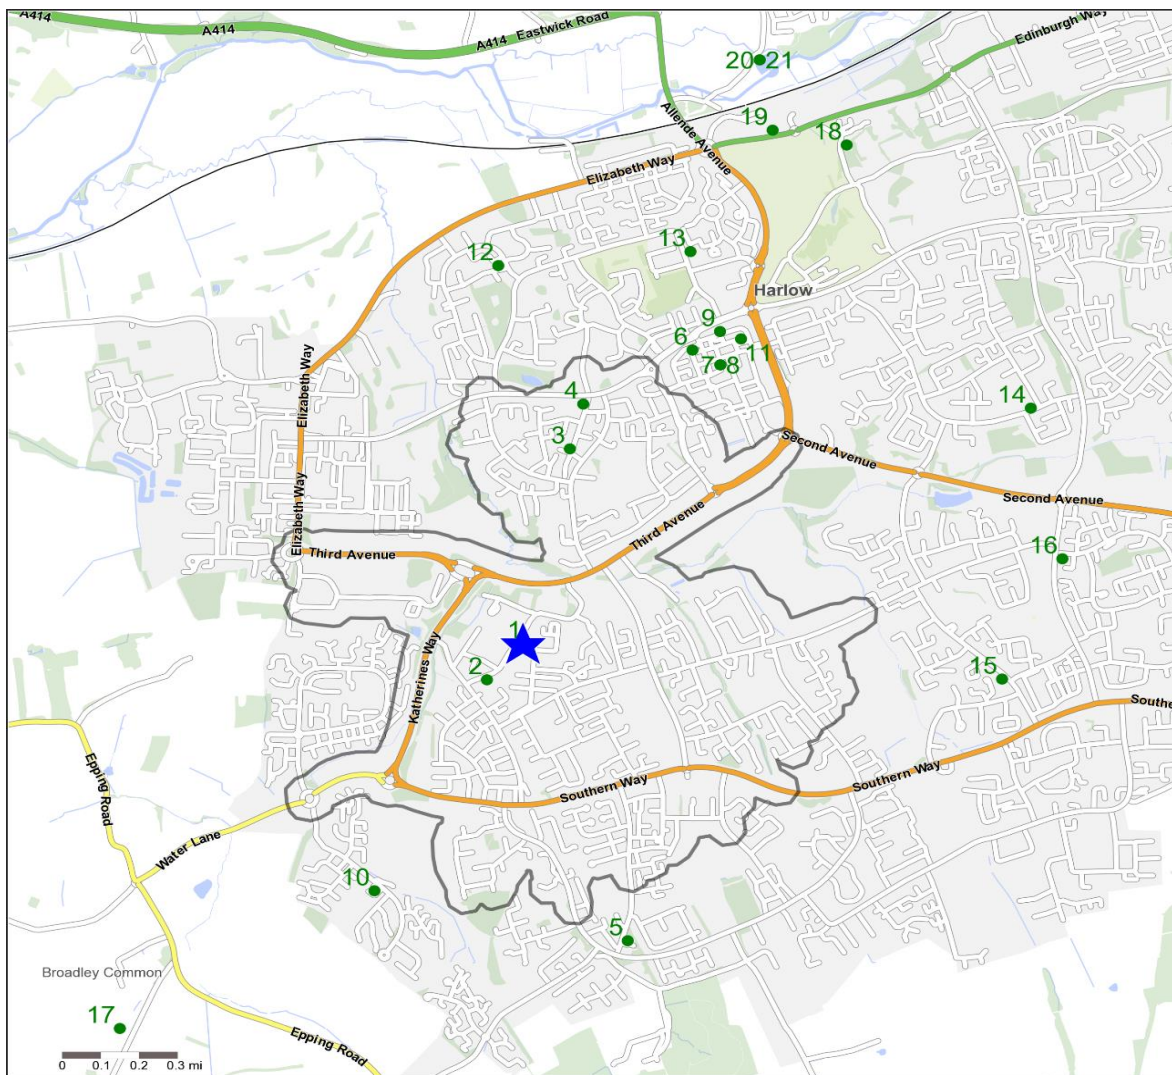 A414
A414
A414 Eastwick Road
Edinburgh Way
20 21
Allende Avenue
19
18
Elizabeth Way
13
12
Harlow
9
6
11
7 8
Elizabeth Way
4
14
3
Second Avenue
Second Avenue
Elizabeth Way
Third Avenue
Third Avenue
16
1
Katherines Way
2
15
Southern
Epping Road
Southern Way
Southern Way
Water Lane
10
5
Broadley Common
17
Epping Road
0 0.1 0.2 0.3 mi